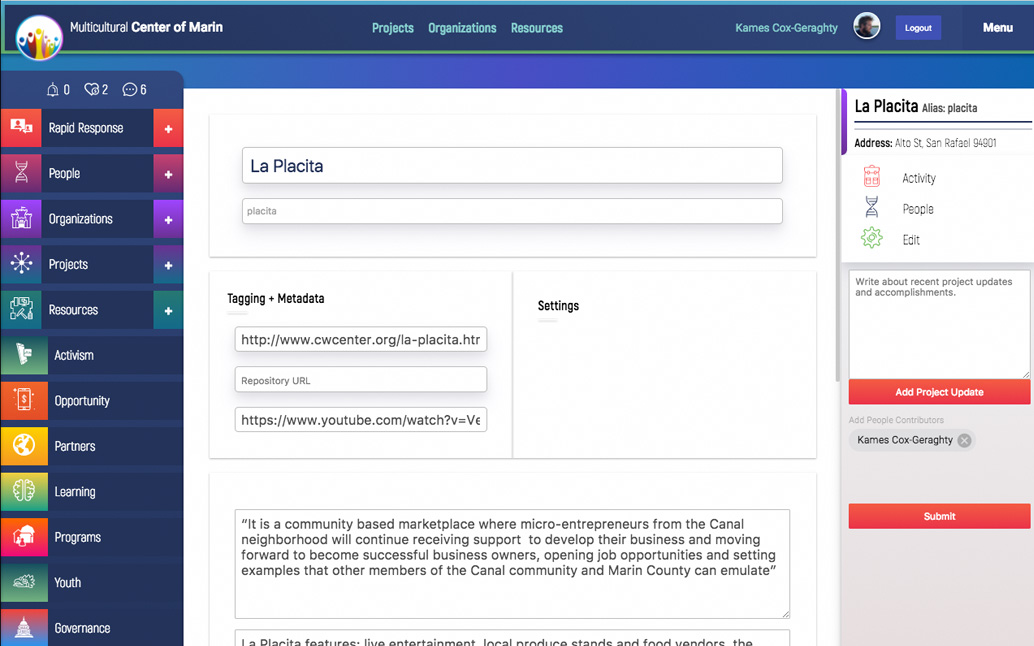 Multicultural Center of Marin
Projects Organizations Resources
Kames Cox-Geraghty
Logout
Menu
0 2 6
Rapid Response +
People +
Organizations +
Projects +
Resources +
Activism
Opportunity
Partners
Learning
Programs
Youth
Governance
La Placita
placita
Tagging + Metadata
http://www.cwcenter.org/la-placita.htr
Repository URL
https://www.youtube.com/watch?v=Ve
Settings
“It is a community based marketplace where micro-entrepreneurs from the Canal
neighborhood will continue receiving support to develop their business and moving
forward to become successful business owners, opening job opportunities and setting
examples that other members of the Canal community and Marin County can emulate”
La Placita features: live entertainment, local produce stands and food vendors, the
La Placita Alias: placita
Address: Alto St, San Rafael 94901
Activity
People
Edit
Write about recent project updates
and accomplishments.
Add Project Update
Add People Contributors
Kames Cox-Geraghty
Submit